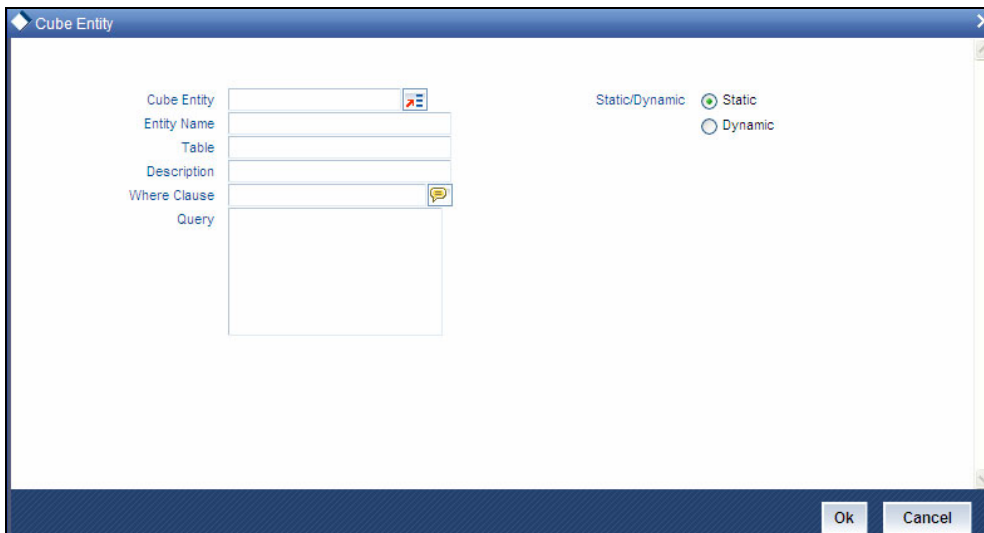 Cube Entity
Cube Entity
Static/Dynamic
Static
Entity Name
Dynamic
Table
Description
Where Clause
Query
Ok
Cancel